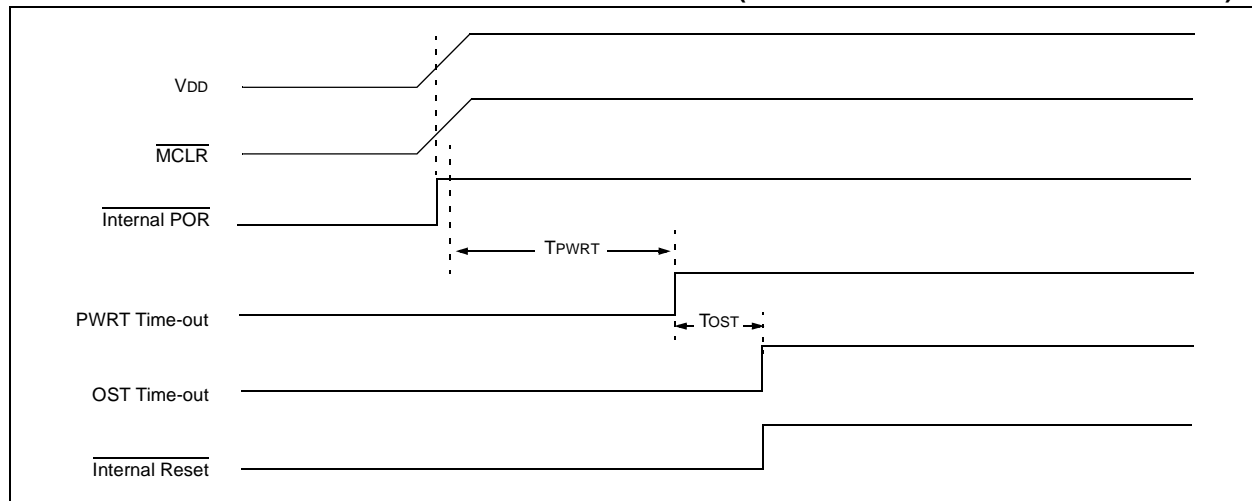 VDD
MCLR
Internal POR
TPWRT
PWRT Time-out
TOST
OST Time-out
Internal Reset